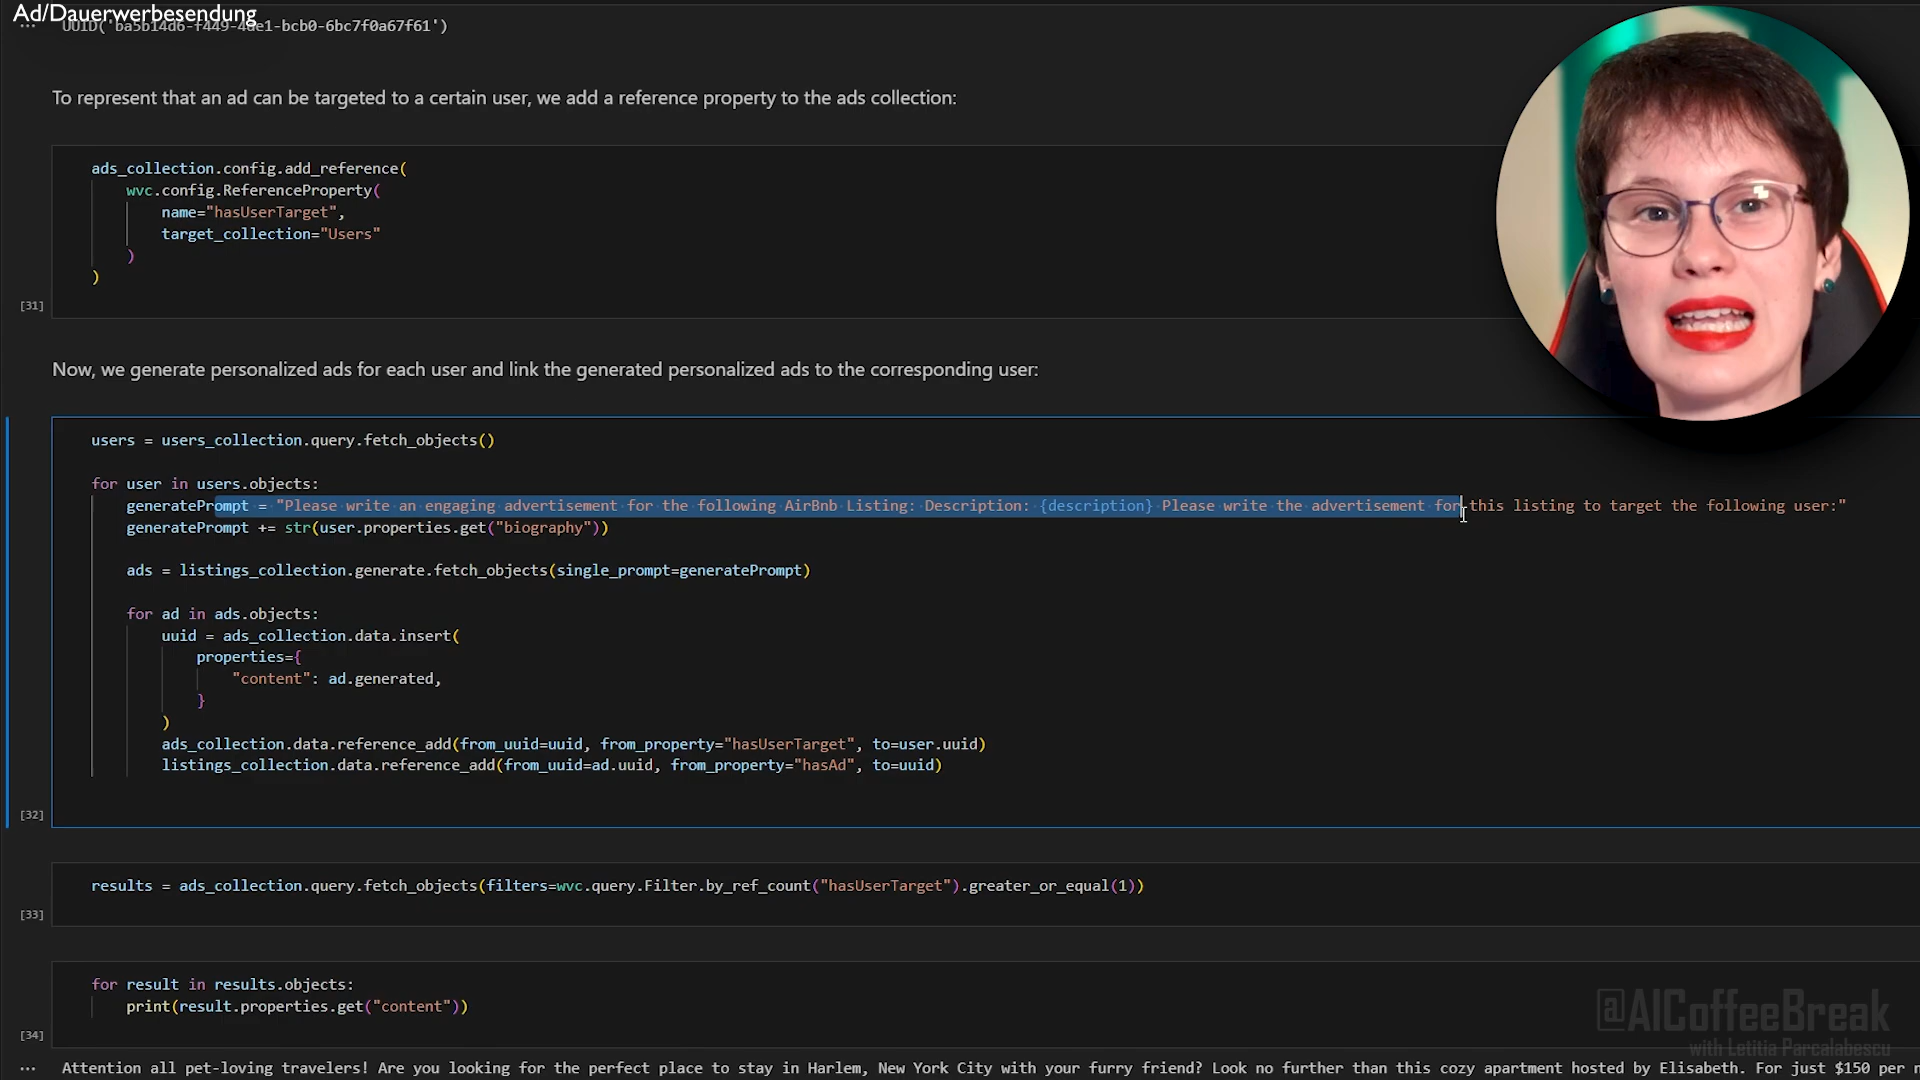 Ad/Dauerwerbesendung
UUID('ba5b14d6-f449-4de1-bcb0-6bc7f0a67f61')
To represent that an ad can be targeted to a certain user, we add a reference property to the ads collection:
ads_collection.config.add_reference(
wvc.config.ReferenceProperty(
name="hasUserTarget",
target_collection="Users"
)
)
[31]
Now, we generate personalized ads for each user and link the generated personalized ads to the corresponding user:
users = users_collection.query.fetch_objects()
for user in users.objects:
generatePrompt = "Please write an engaging advertisement for the following AirBnb Listing: Description: {description} Please write the advertisement for this listing to target the following user:"
generatePrompt += str(user.properties.get("biography"))
ads = listings_collection.generate.fetch_objects(single_prompt=generatePrompt)
for ad in ads.objects:
uuid = ads_collection.data.insert(
properties={
"content": ad.generated,
}
)
ads_collection.data.reference_add(from_uuid=uuid, from_property="hasUserTarget", to=user.uuid)
listings_collection.data.reference_add(from_uuid=ad.uuid, from_property="hasAd", to=uuid)
[32]
results = ads_collection.query.fetch_objects(filters=wvc.query.Filter.by_ref_count("hasUserTarget").greater_or_equal(1))
[33]
for result in results.objects:
print(result.properties.get("content"))
[34]
@AICoffeeBreak
with Letitia Parcalabescu
Attention all pet-loving travelers! Are you looking for the perfect place to stay in Harlem, New York City with your furry friend? Look no further than this cozy apartment hosted by Elisabeth. For just $150 per